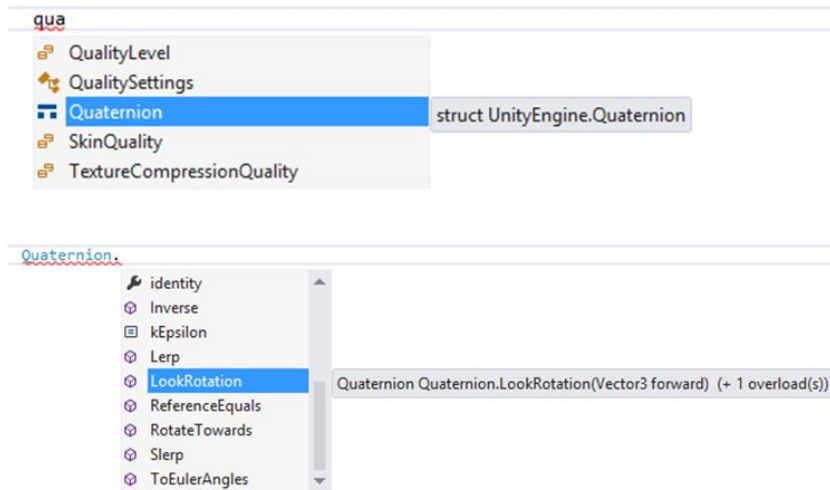 qua
QualityLevel
QualitySettings
Quaternion struct UnityEngine.Quaternion
SkinQuality
TextureCompressionQuality
Quaternion.
identity
Inverse
kEpsilon
Lerp
LookRotation Quaternion Quaternion.LookRotation(Vector3 forward) (+ 1 overload(s))
ReferenceEquals
RotateTowards
Slerp
ToEulerAngles